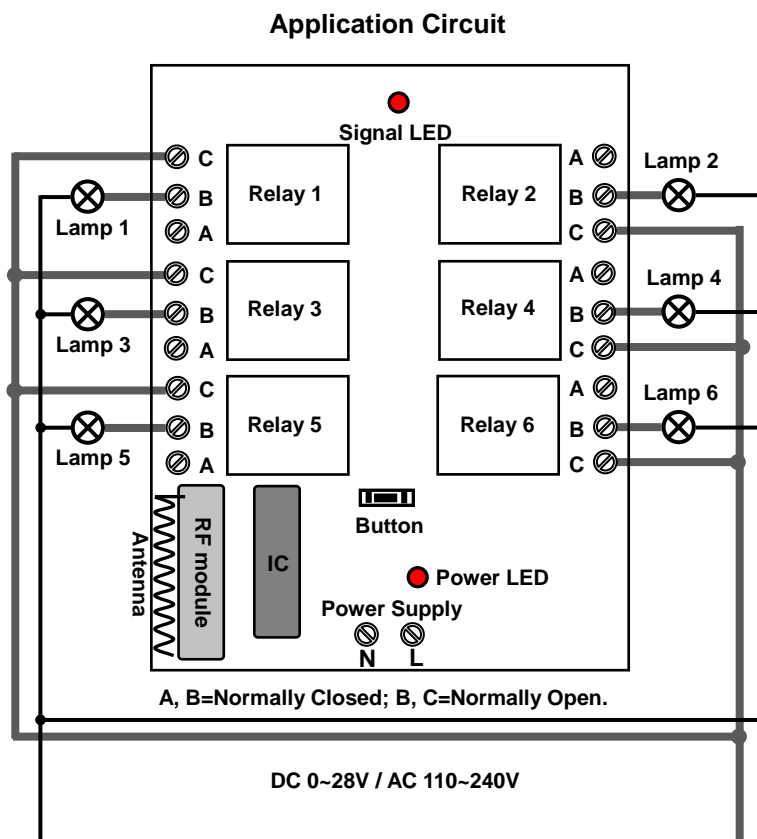 Application Circuit
Signal LED
C
Relay 1
Relay 2
A
Lamp 2
B
B
Lamp 1
A
C
C
Relay 3
Relay 4
A
Lamp 4
B
B
Lamp 3
A
C
C
Relay 5
Relay 6
A
Lamp 6
B
B
Lamp 5
A
C
Antenna
RF module
IC
Button
Power LED
Power Supply
N L
A, B=Normally Closed; B, C=Normally Open.
DC 0~28V / AC 110~240V